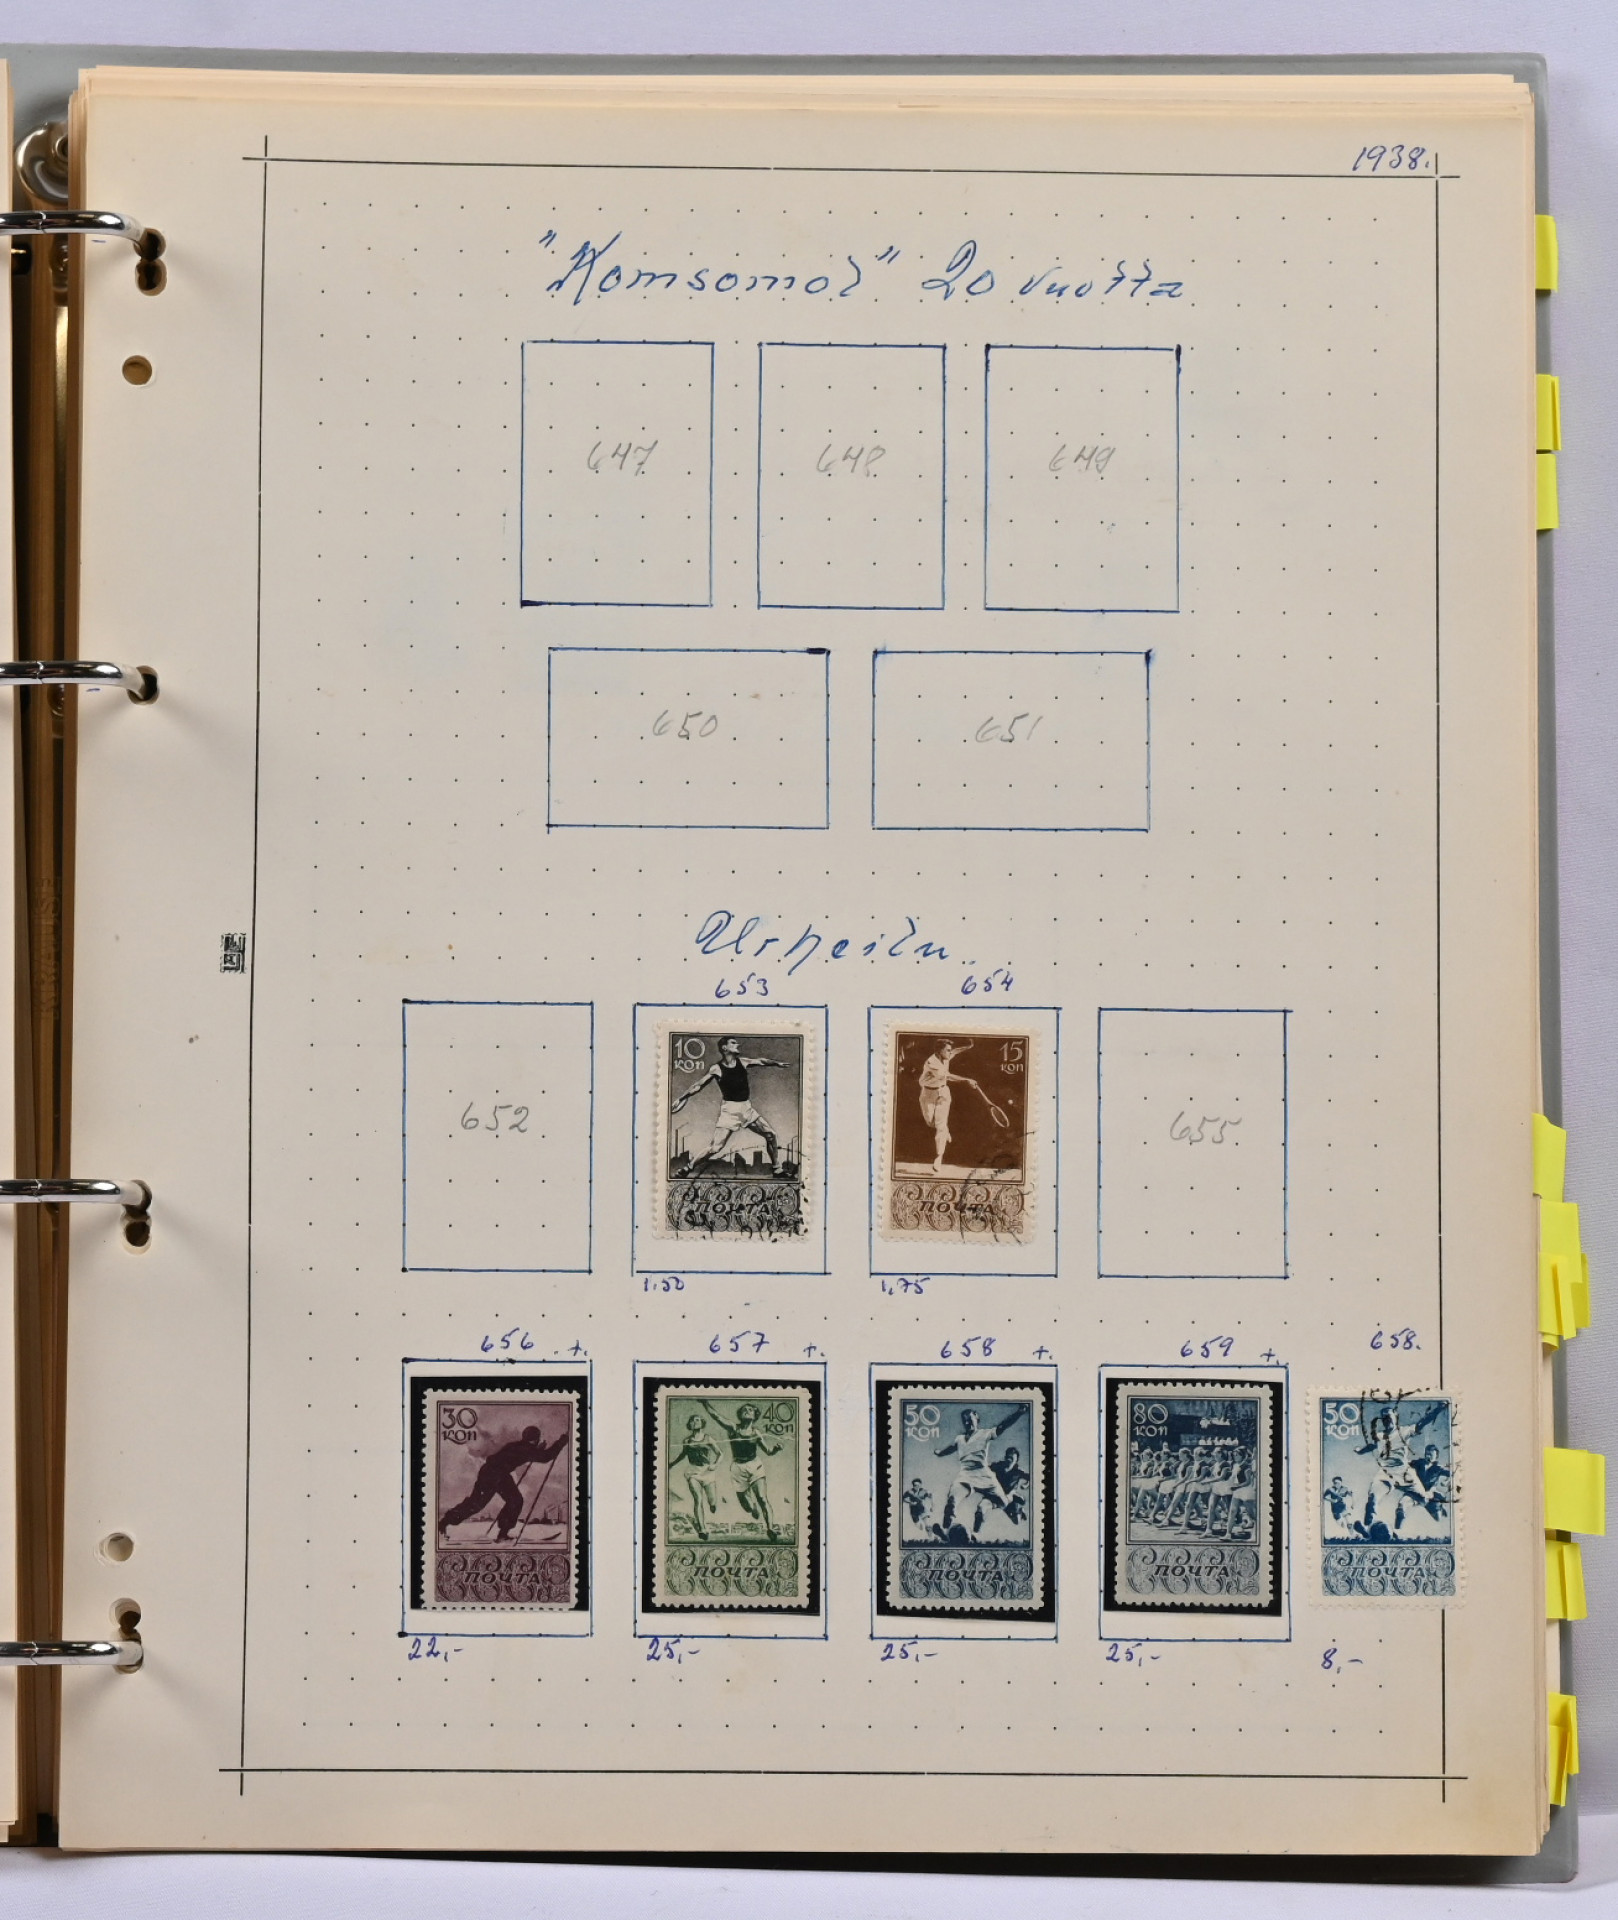 1938.
"Komsomol" 20 vuotta
647 648 649
650 651
Urheilu
653 654
652 655
10 коп ПОЧТА
15 коп ПОЧТА
1,50 1,75
656 +. 657 +. 658 +. 659 +. 658.
30 коп ПОЧТА
40 коп ПОЧТА
50 коп ПОЧТА
80 коп ПОЧТА
50 коп ПОЧТА
22,- 25,- 25,- 25,- 8,-